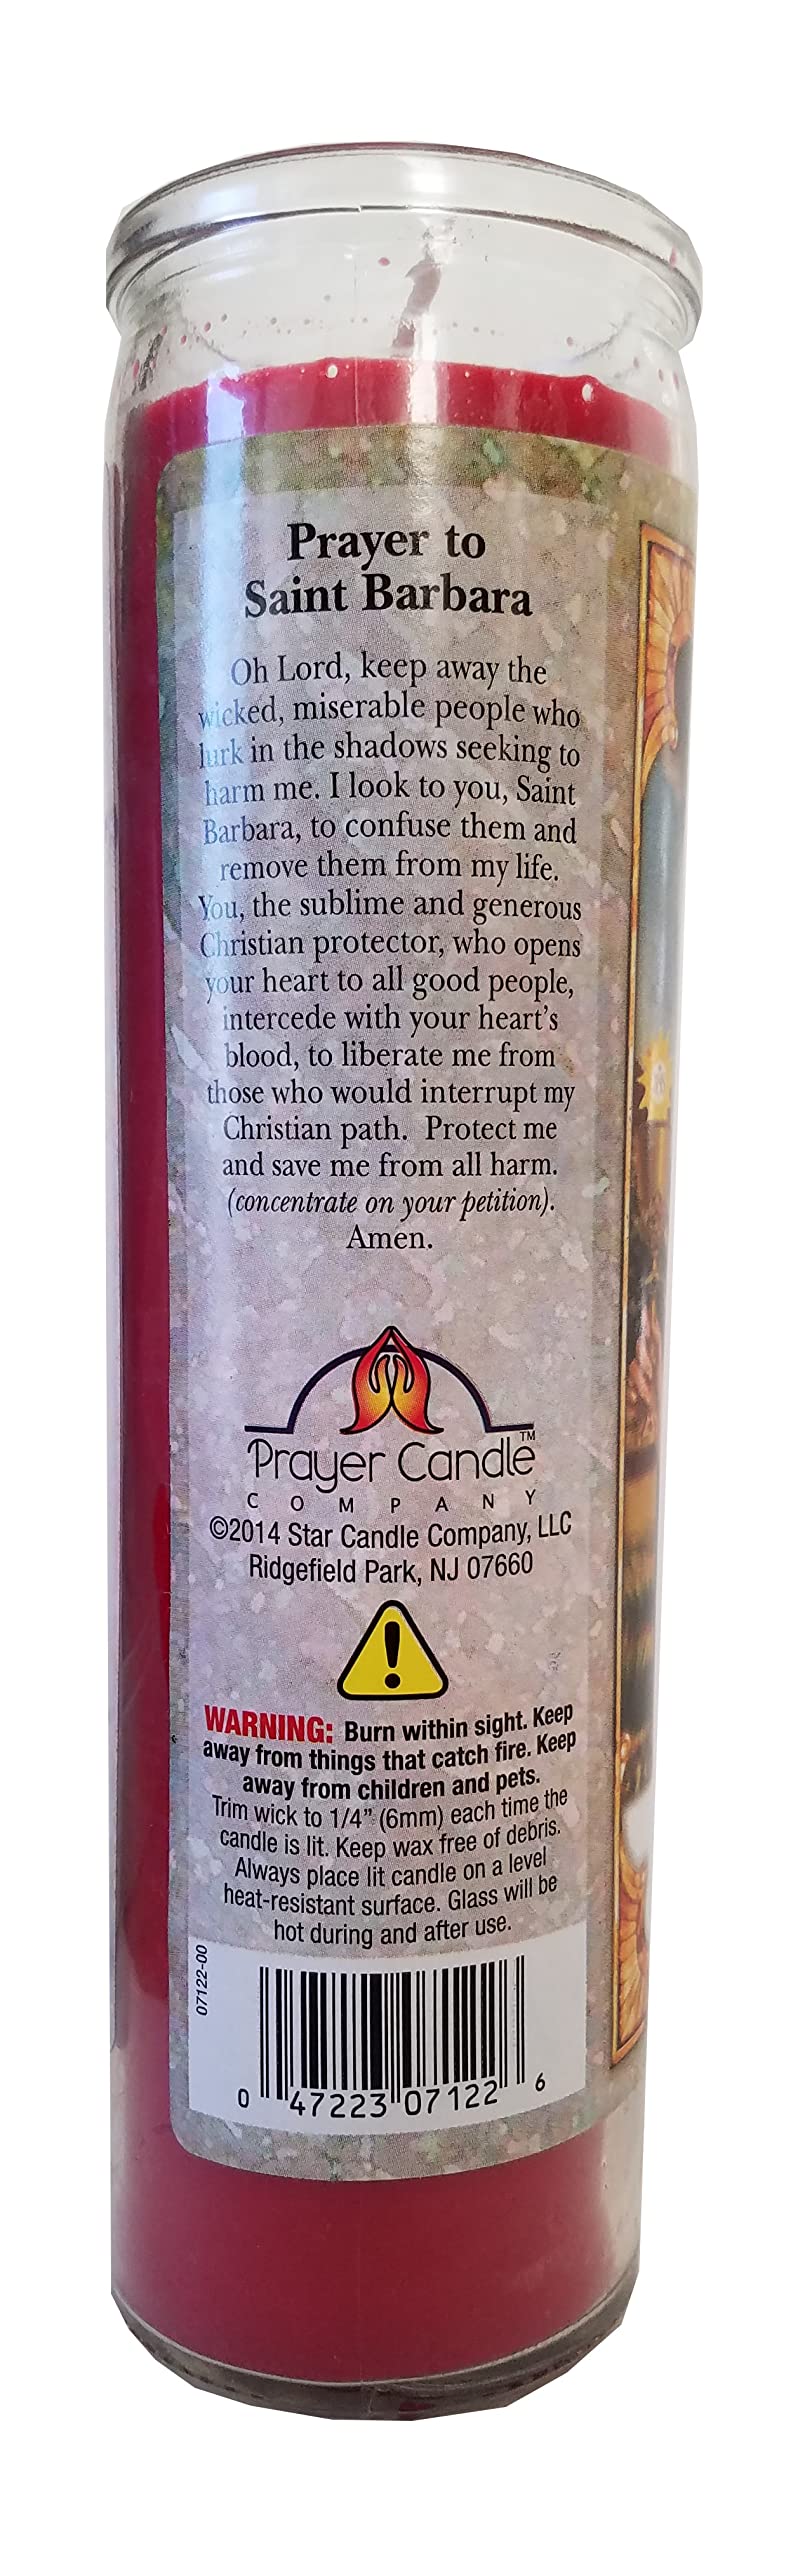 Prayer to
Saint Barbara
Oh Lord, keep away the
wicked, miserable people who
lurk in the shadows seeking to
harm me. I look to you, Saint
Barbara, to confuse them and
remove them from my life.
You, the sublime and generous
Christian protector, who opens
your heart to all good people,
intercede with your heart's
blood, to liberate me from
those who would interrupt my
Christian path. Protect me
and save me from all harm.
(concentrate on your petition).
Amen.
Prayer Candle™
COMPANY
©2014 Star Candle Company, LLC
Ridgefield Park, NJ 07660
WARNING: Burn within sight. Keep
away from things that catch fire. Keep
away from children and pets.
Trim wick to 1/4” (6mm) each time the
candle is lit. Keep wax free of debris.
Always place lit candle on a level
heat-resistant surface. Glass will be
hot during and after use.
07122-00
0 47223 07122 6